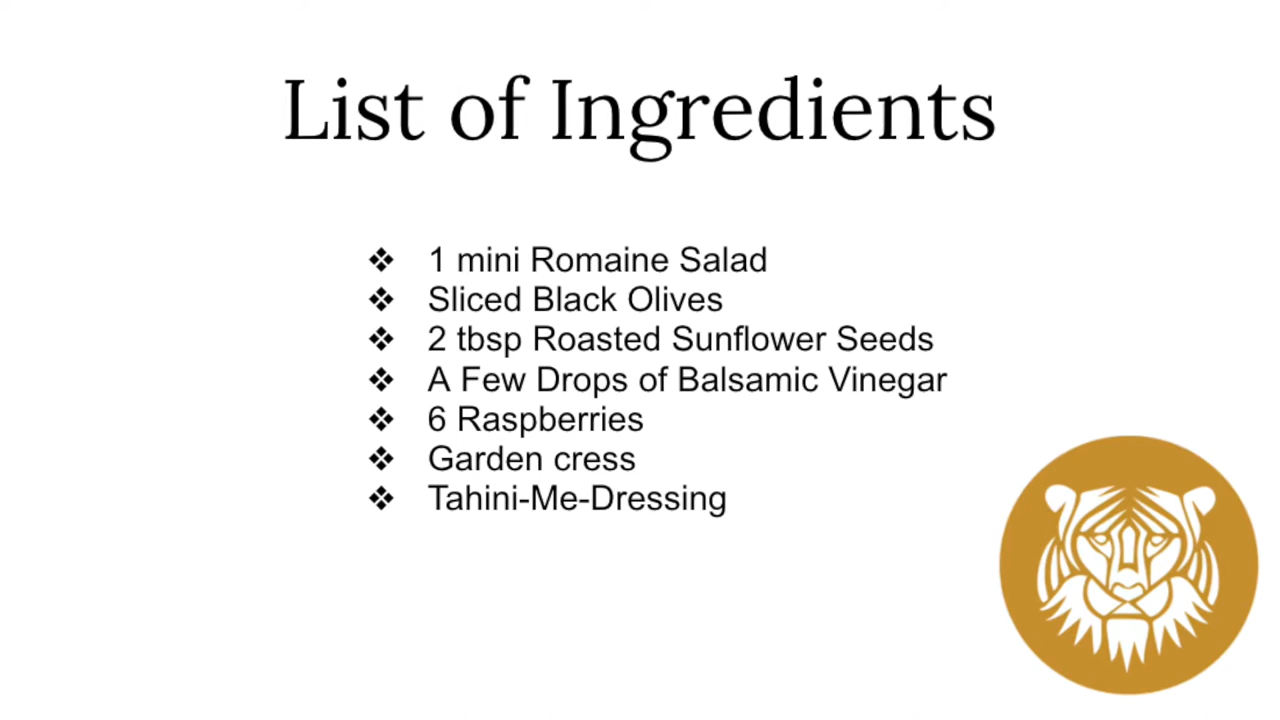 List of Ingredients
❖ 1 mini Romaine Salad
❖ Sliced Black Olives
❖ 2 tbsp Roasted Sunflower Seeds
❖ A Few Drops of Balsamic Vinegar
❖ 6 Raspberries
❖ Garden cress
❖ Tahini-Me-Dressing